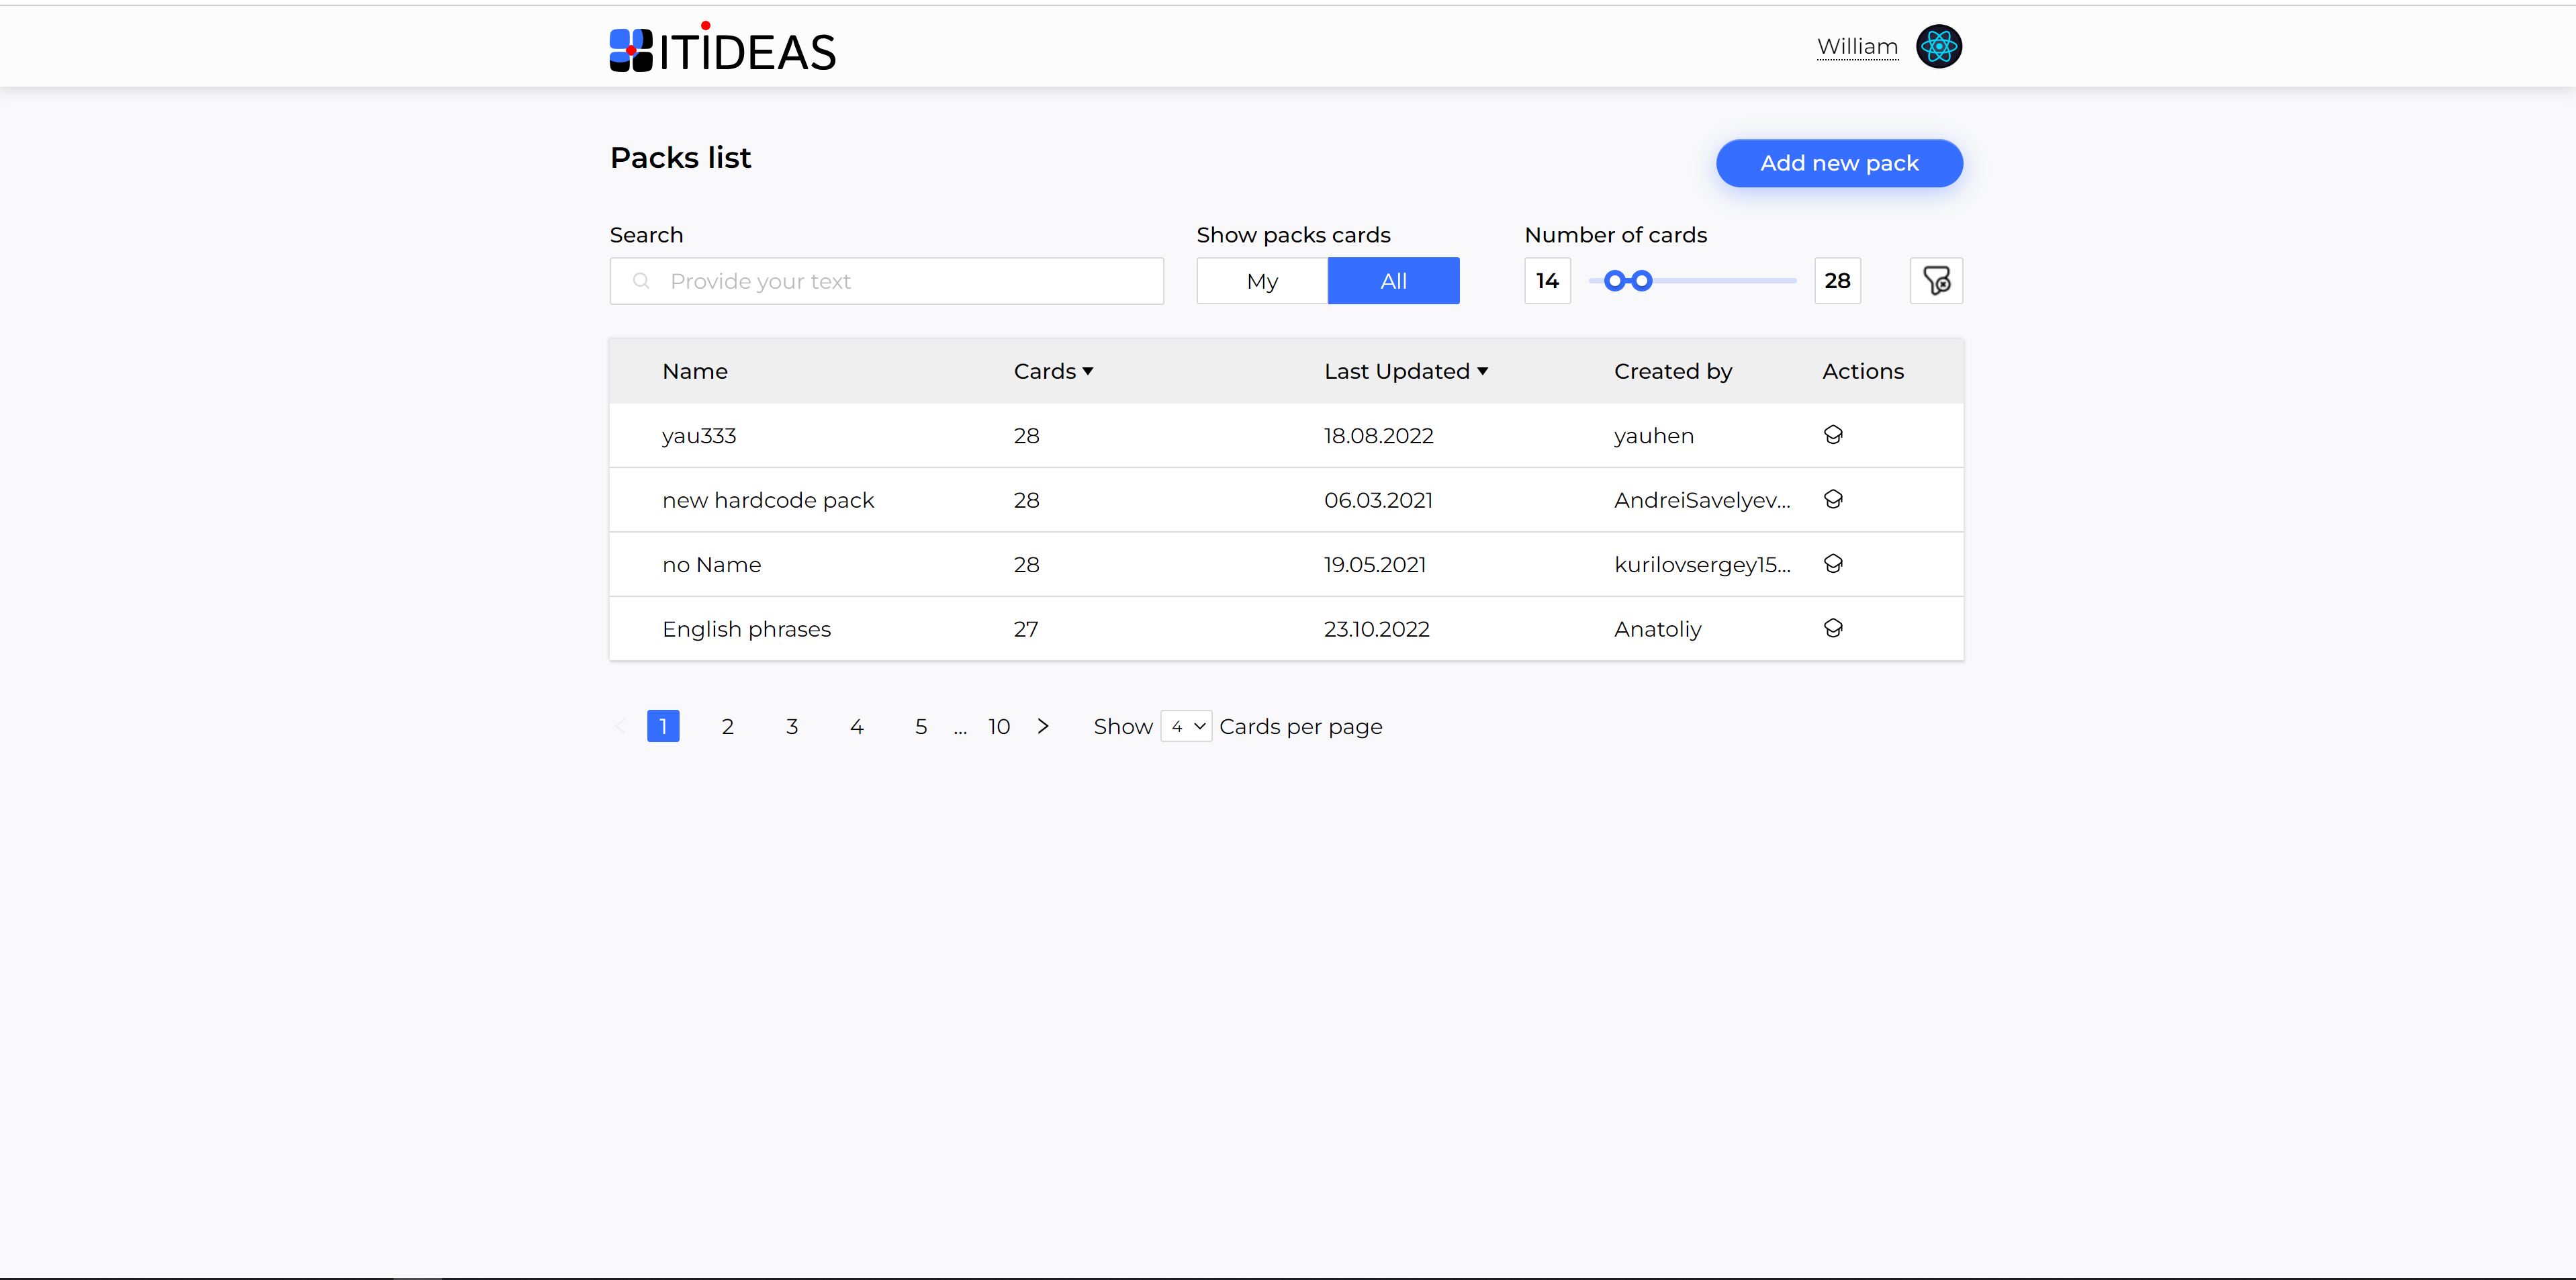 ITiDEAS
William
Packs list
Add new pack
Search
Show packs cards
Number of cards
Provide your text
My
All
14
28
Name Cards Last Updated Created by Actions
yau333 28 18.08.2022 yauhen
new hardcode pack 28 06.03.2021 AndreiSavelyev...
no Name 28 19.05.2021 kurilovsergey15...
English phrases 27 23.10.2022 Anatoliy
1 2 3 4 5 ... 10 Show 4 Cards per page